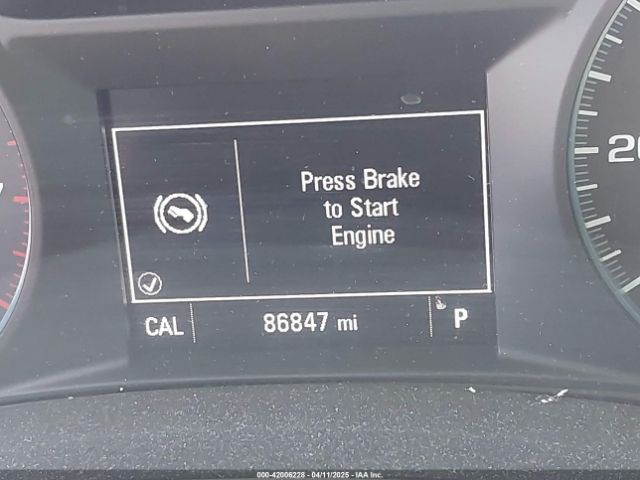 Press Brake
to Start
Engine
CAL 86847 mi P
000-42006228 - 04/11/2025 - IAA Inc.